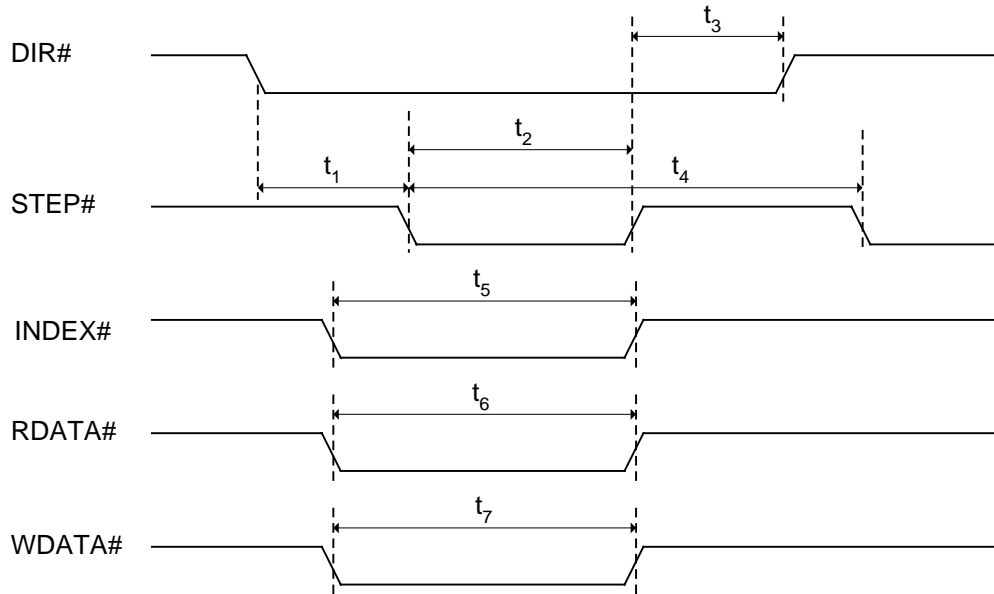 t3
DIR#
t2
t1
t4
STEP#
t5
INDEX#
t6
RDATA#
t7
WDATA#